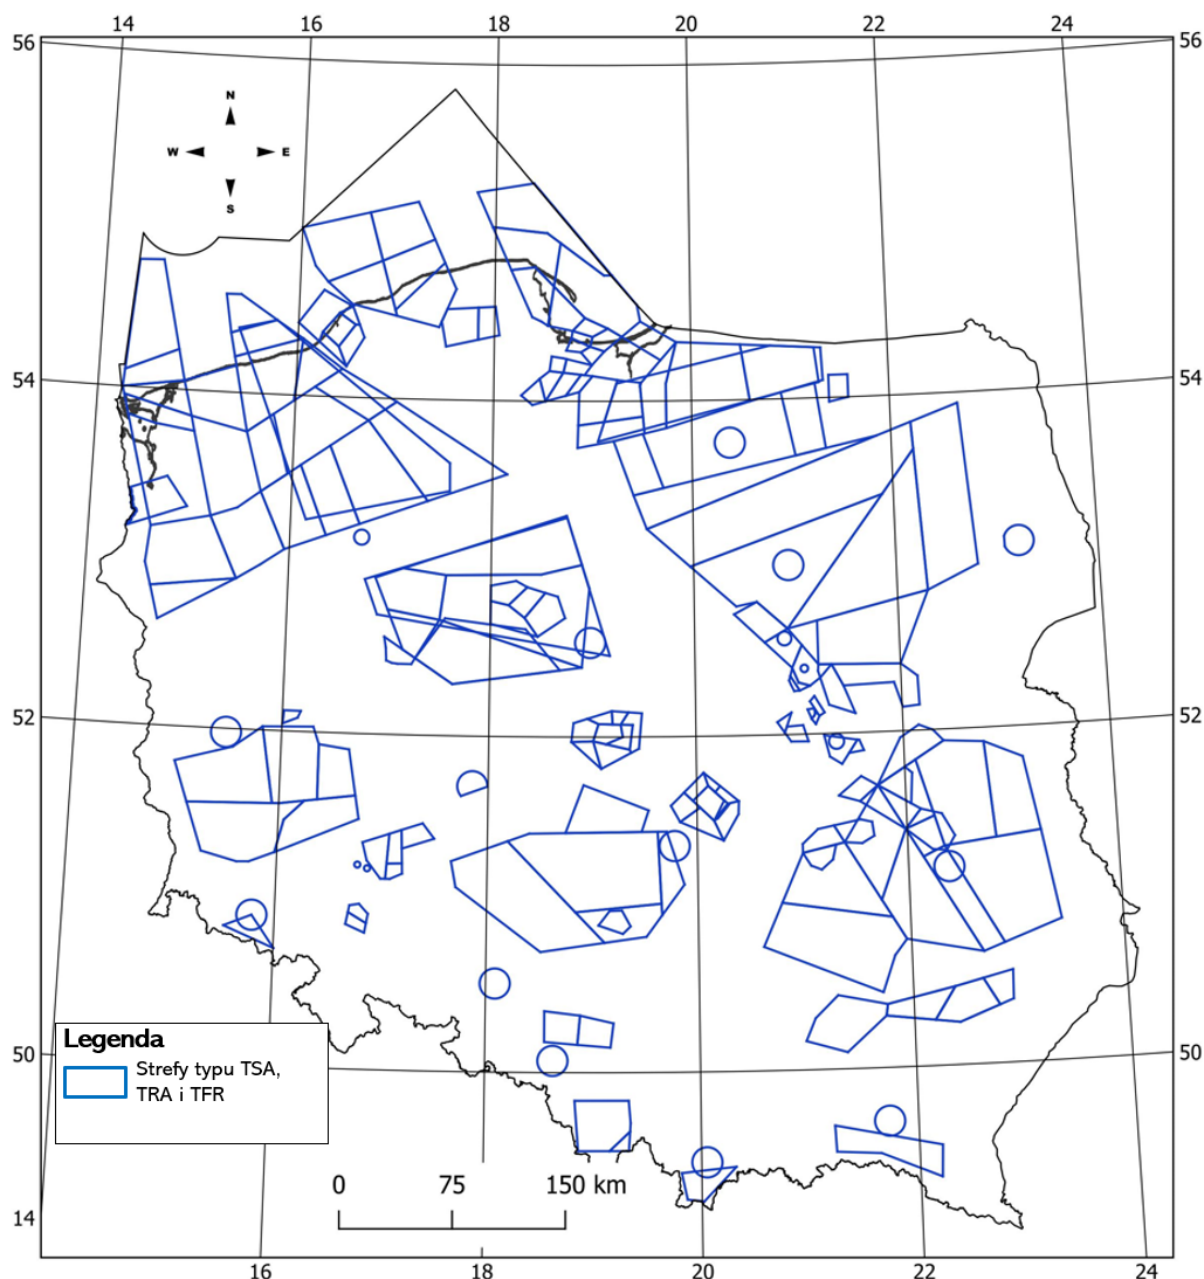 14 16 18 20 22 24
56 56
N
W E
S
54 54
52 52
50 50
Legenda
Strefy typu TSA,
TRA i TFR
0 75 150 km
14
16 18 20 22 24